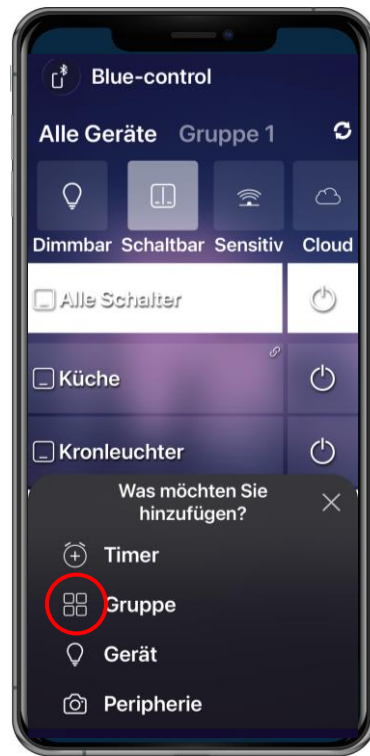 Blue-control
Alle Geräte Gruppe 1
Dimmbar Schaltbar Sensitiv Cloud
Alle Schalter
Küche
Kronleuchter
Was möchten Sie
hinzufügen?
Timer
Gruppe
Gerät
Peripherie